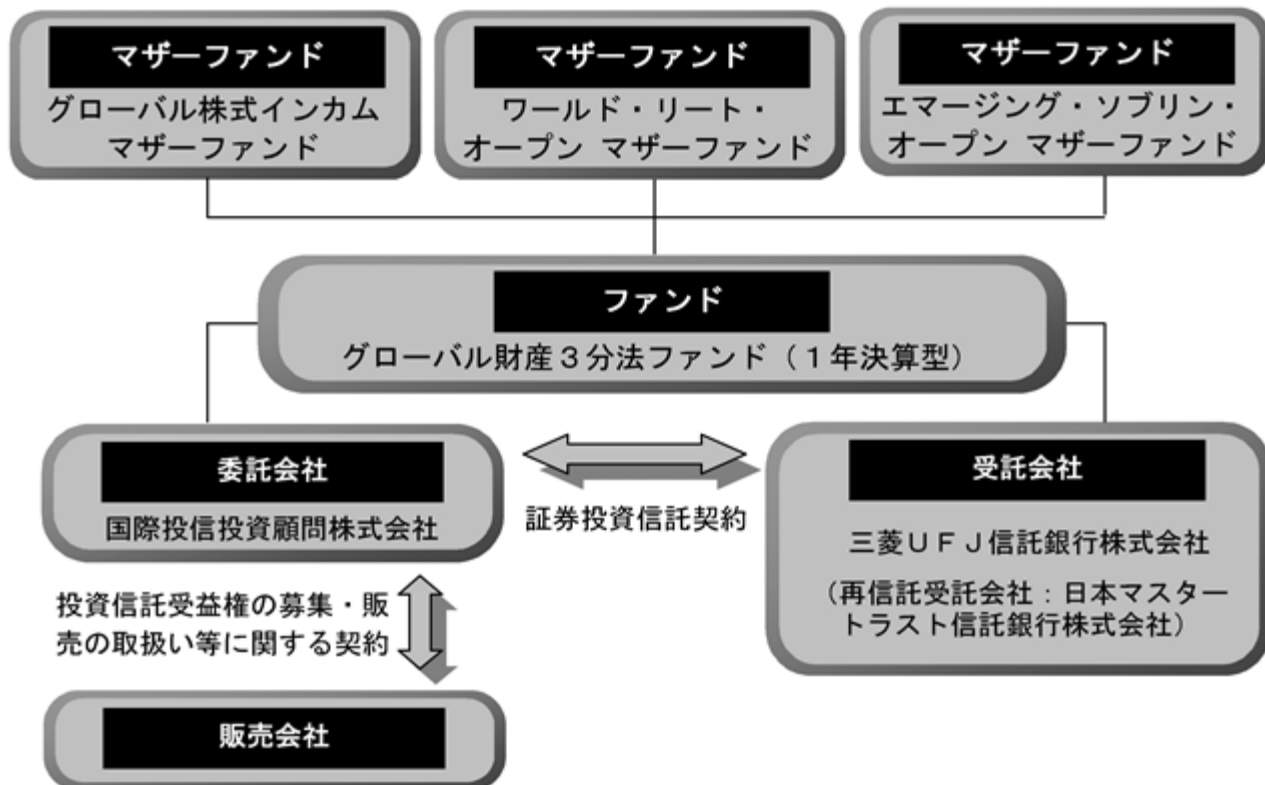 マザーファンド
グローバル株式インカム
マザーファンド
マザーファンド
ワールド・リート・
オープン マザーファンド
マザーファンド
エマージング・ソブリン・
オープン マザーファンド
ファンド
グローバル財産３分法ファンド（１年決算型）
委託会社
国際投信投資顧問株式会社
証券投資信託契約
受託会社
三菱ＵＦＪ信託銀行株式会社
（再信託受託会社：日本マスター
トラスト信託銀行株式会社）
投資信託受益権の募集・販
売の取扱い等に関する契約
販売会社